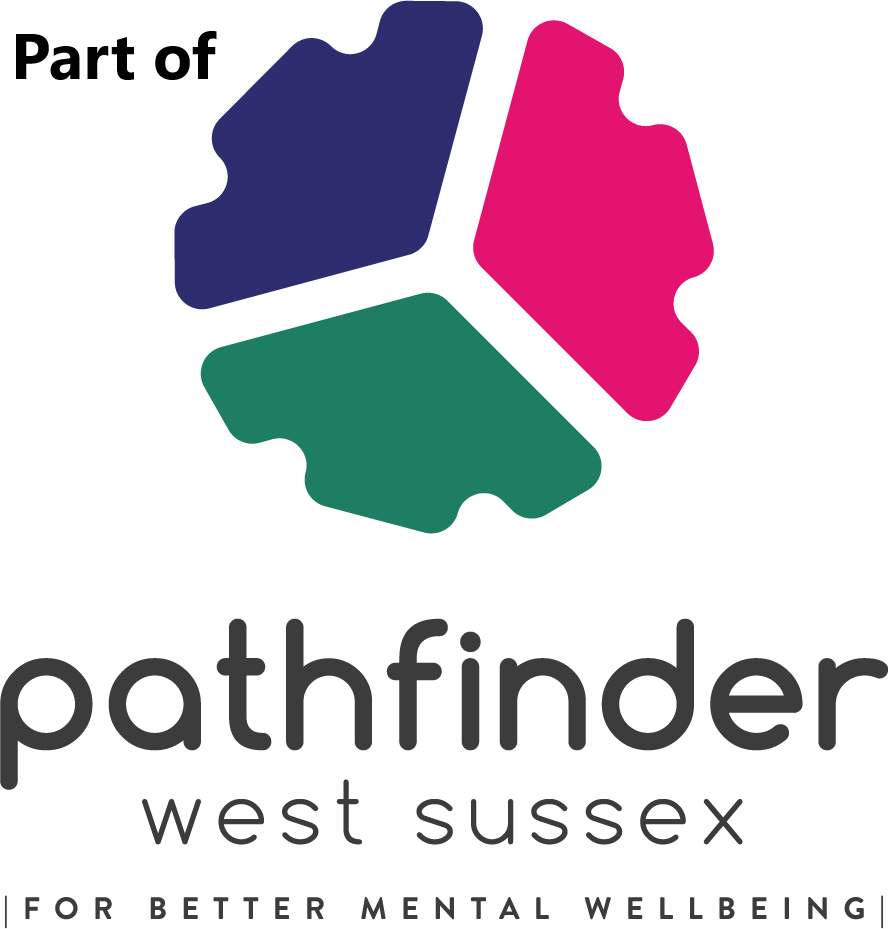 Part of
pathfinder
west sussex
|FOR BETTER MENTAL WELLBEING|